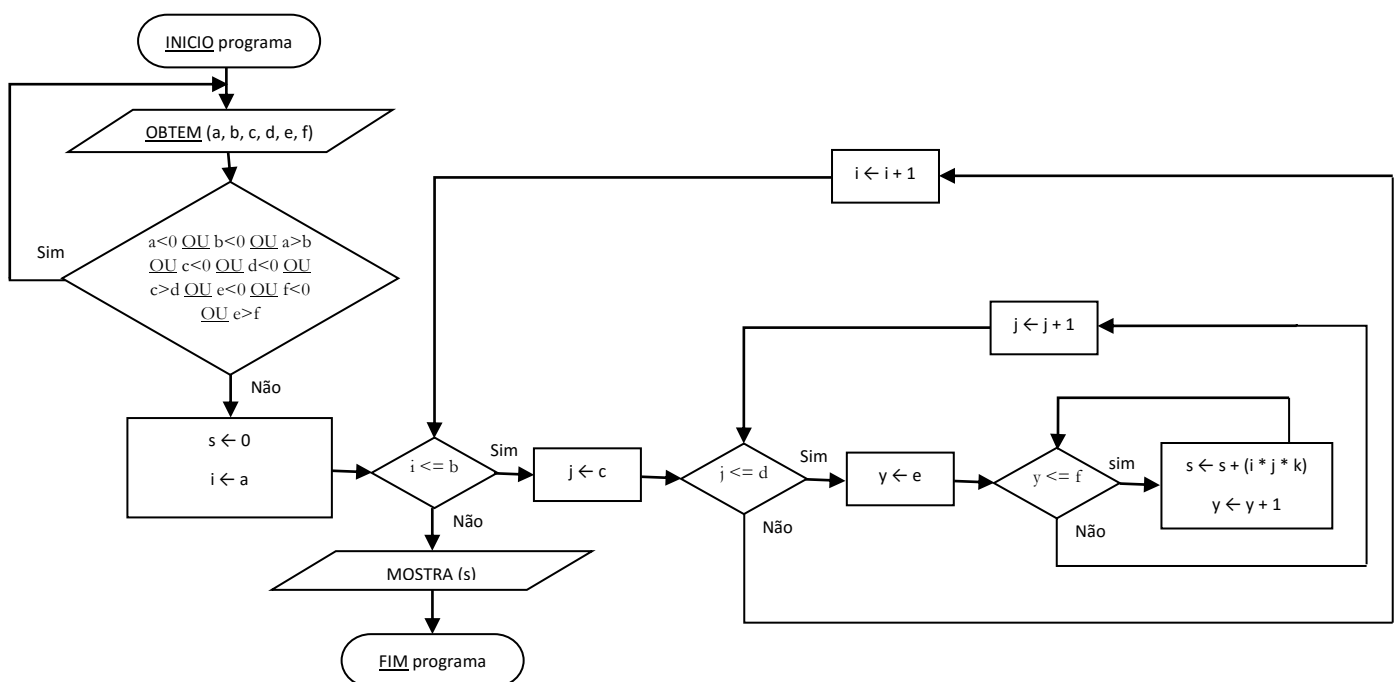 INICIO programa
OBTEM (a, b, c, d, e, f)
Sim
a<0 OU b<0 OU a>b
OU c<0 OU d<0 OU
c>d OU e<0 OU f<0
OU e>f
Não
s ← 0
i ← a
i <= b
Sim
Não
j ← c
j <= d
Sim
Não
y ← e
y <= f
sim
Não
s ← s + (i * j * k)
y ← y + 1
j ← j + 1
i ← i + 1
MOSTRA (s)
FIM programa